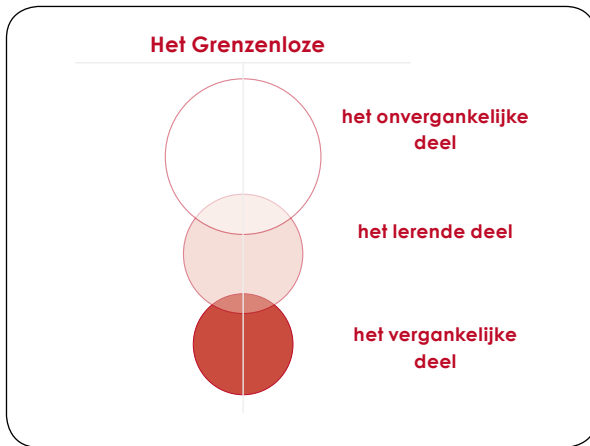 Het Grenzenloze
het onvergankelijke
deel
het lerende deel
het vergankelijke
deel